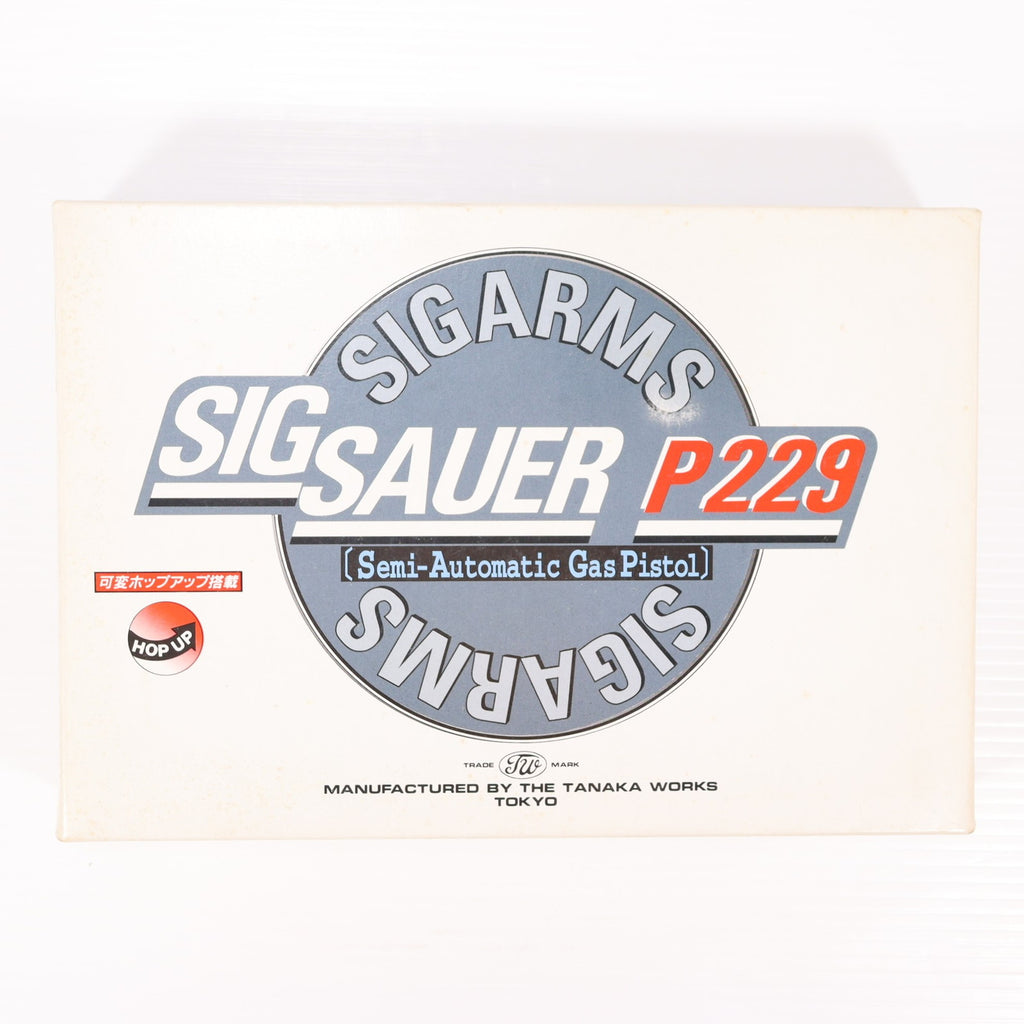 SIGARMS
SIG SAUER P229
[Semi-Automatic Gas Pistol]
可変ホップアップ搭載
HOP UP
SIGARMS
TRADE TW MARK
MANUFACTURED BY THE TANAKA WORKS
TOKYO